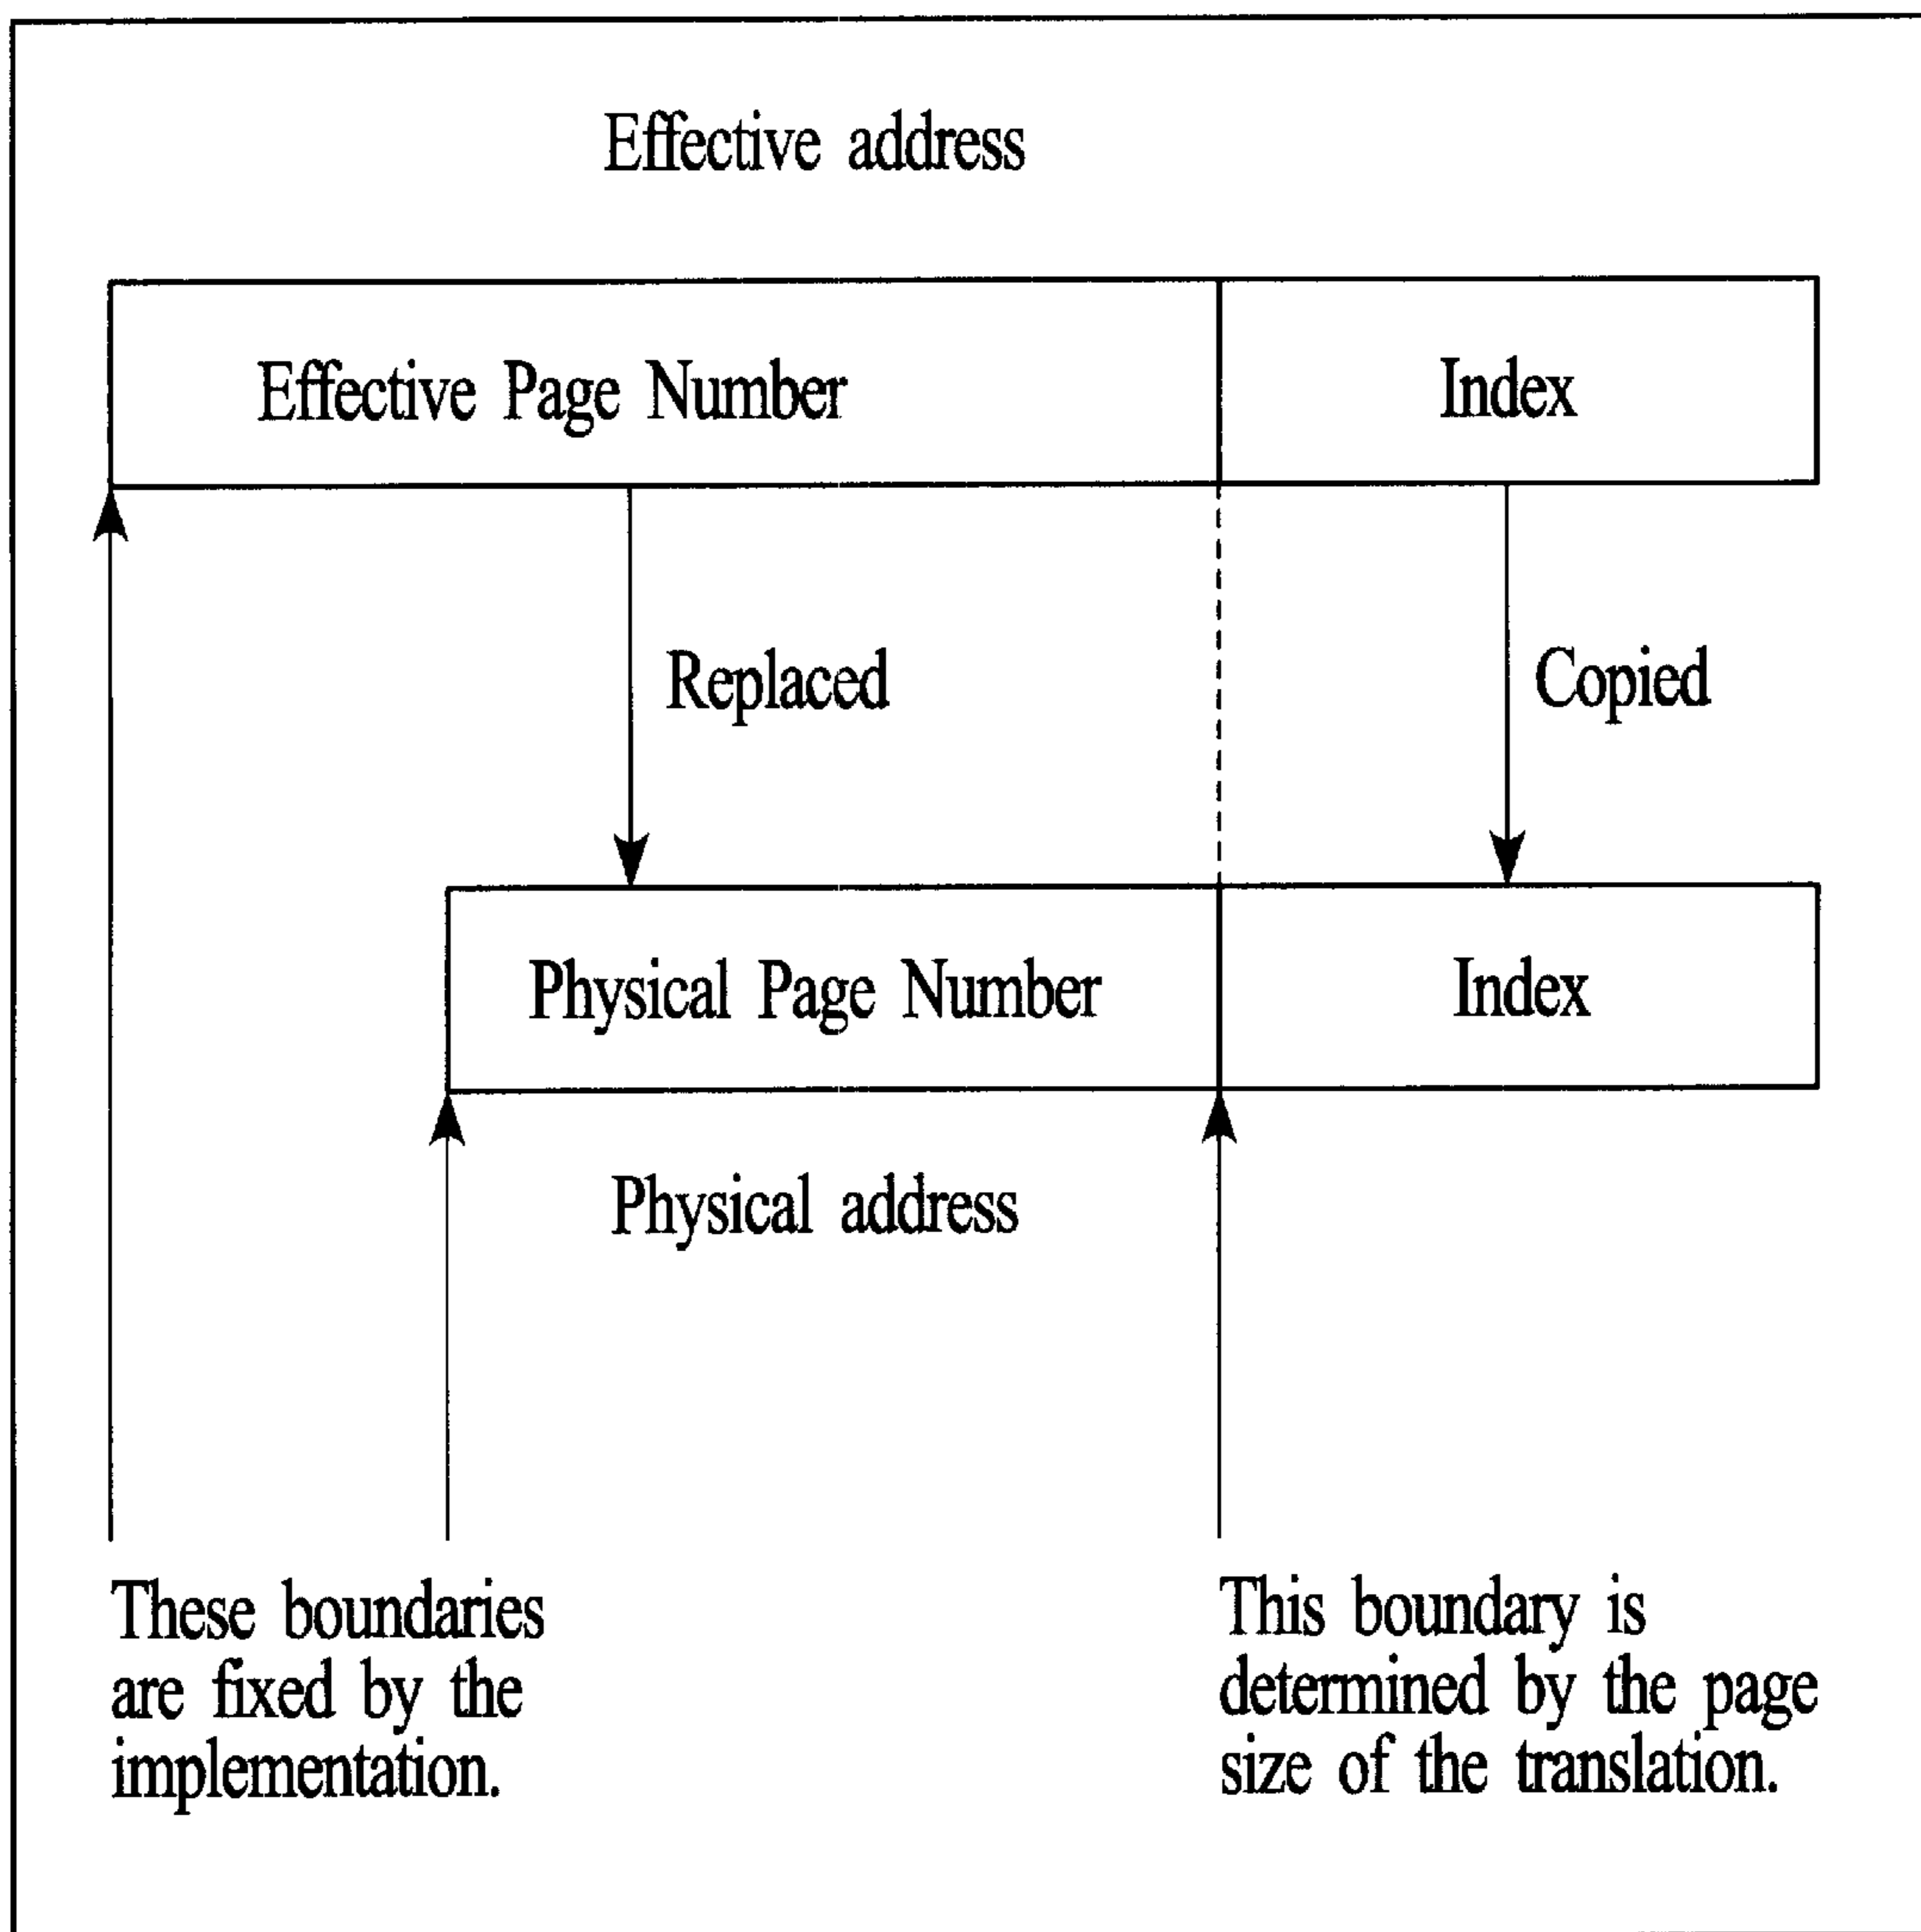 Effective address
Effective Page Number
Index
Replaced
Copied
Physical Page Number
Index
Physical address
These boundaries
are fixed by the
implementation.
This boundary is
determined by the page
size of the translation.